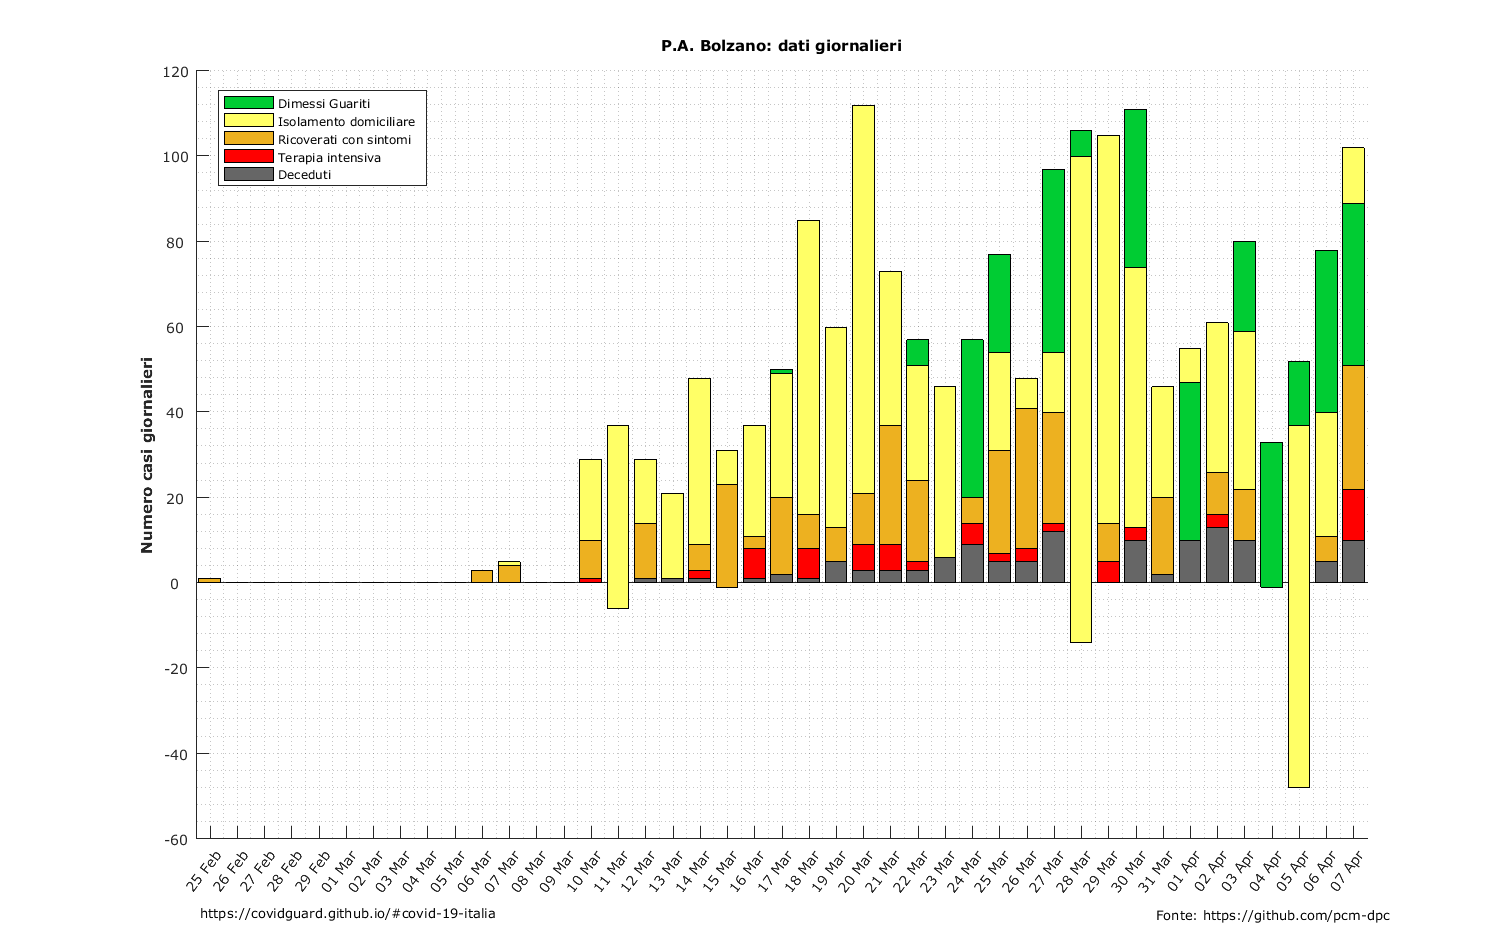 P.A. Bolzano: dati giornalieri
120
100
80
60
40
20
0
-20
-40
-60
Numero casi giornalieri
Dimessi Guariti
Isolamento domiciliare
Ricoverati con sintomi
Terapia intensiva
Deceduti
25 Feb
26 Feb
27 Feb
28 Feb
29 Feb
01 Mar
02 Mar
03 Mar
04 Mar
05 Mar
06 Mar
07 Mar
08 Mar
09 Mar
10 Mar
11 Mar
12 Mar
13 Mar
14 Mar
15 Mar
16 Mar
17 Mar
18 Mar
19 Mar
20 Mar
21 Mar
22 Mar
23 Mar
24 Mar
25 Mar
26 Mar
27 Mar
28 Mar
29 Mar
30 Mar
31 Mar
01 Apr
02 Apr
03 Apr
04 Apr
05 Apr
06 Apr
07 Apr
https://covidguard.github.io/#covid-19-italia
Fonte: https://github.com/pcm-dpc